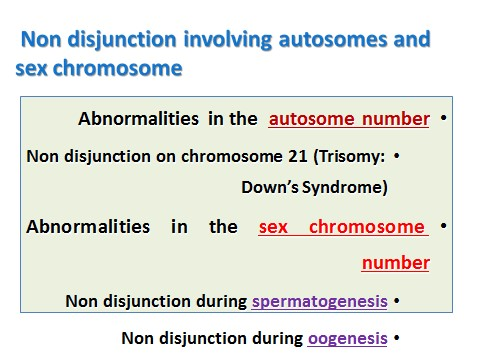 Non disjunction involving autosomes and
sex chromosome
Abnormalities in the autosome number •
Non disjunction on chromosome 21 (Trisomy: •
Down's Syndrome)
Abnormalities in the sex chromosome •
number
Non disjunction during spermatogenesis •
Non disjunction during oogenesis •